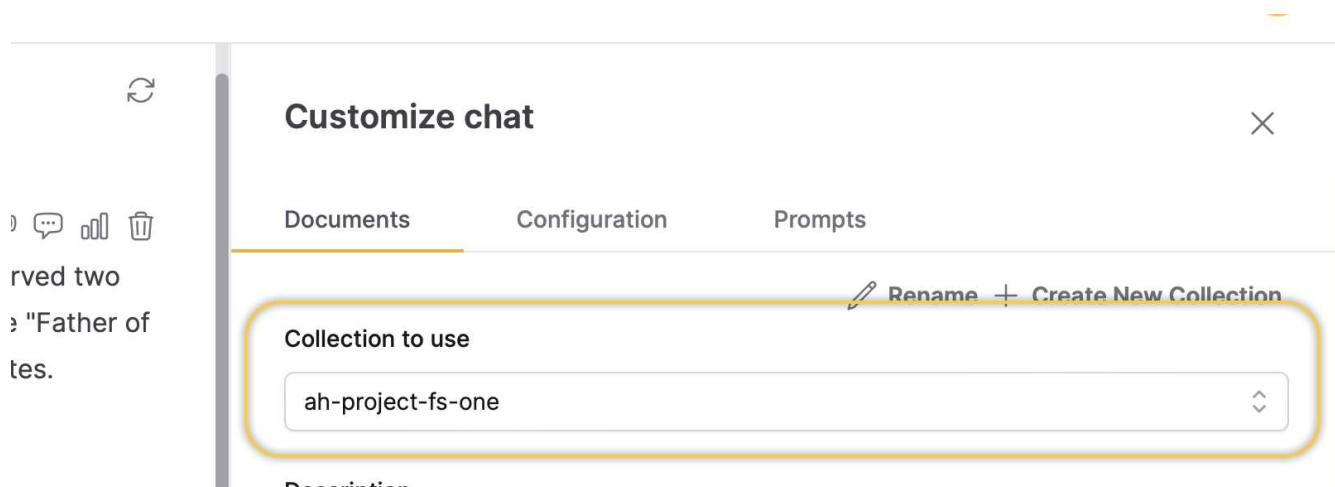 Customize chat
Documents Configuration Prompts
rved two
"Father of
tes.
Rename Create New Collection
Collection to use
ah-project-fs-one
Description